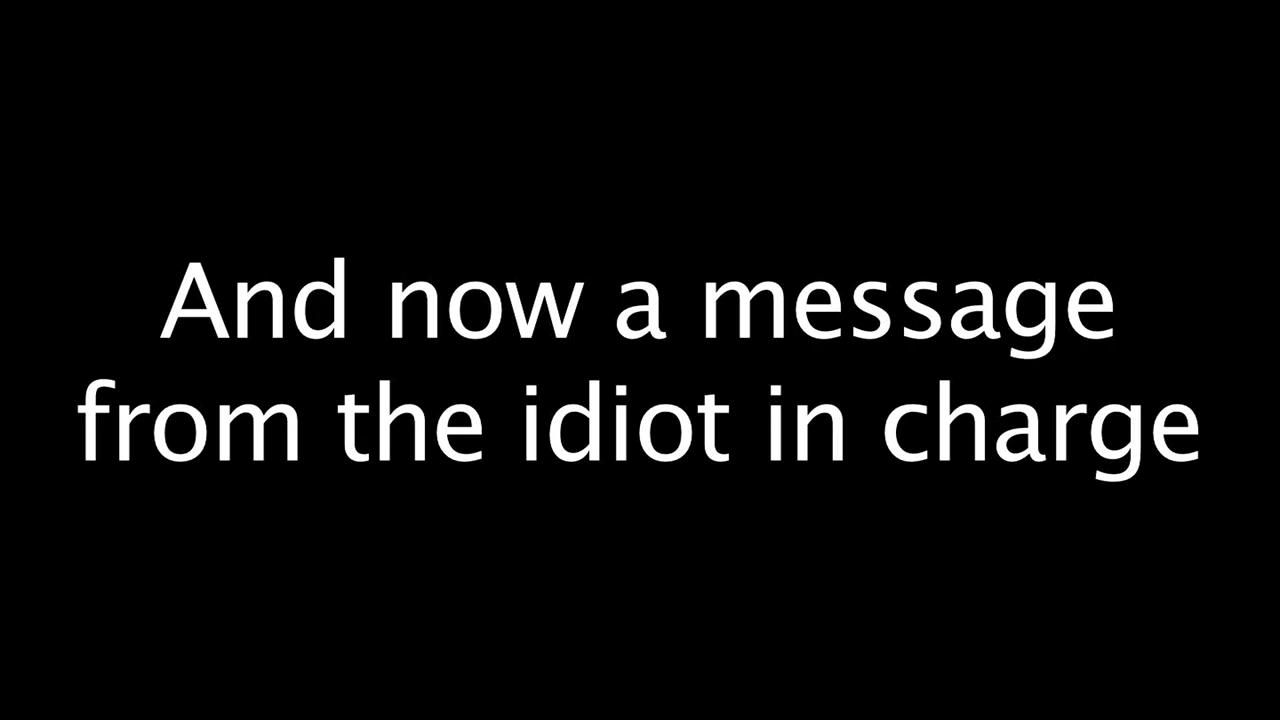 And now a message
from the idiot in charge